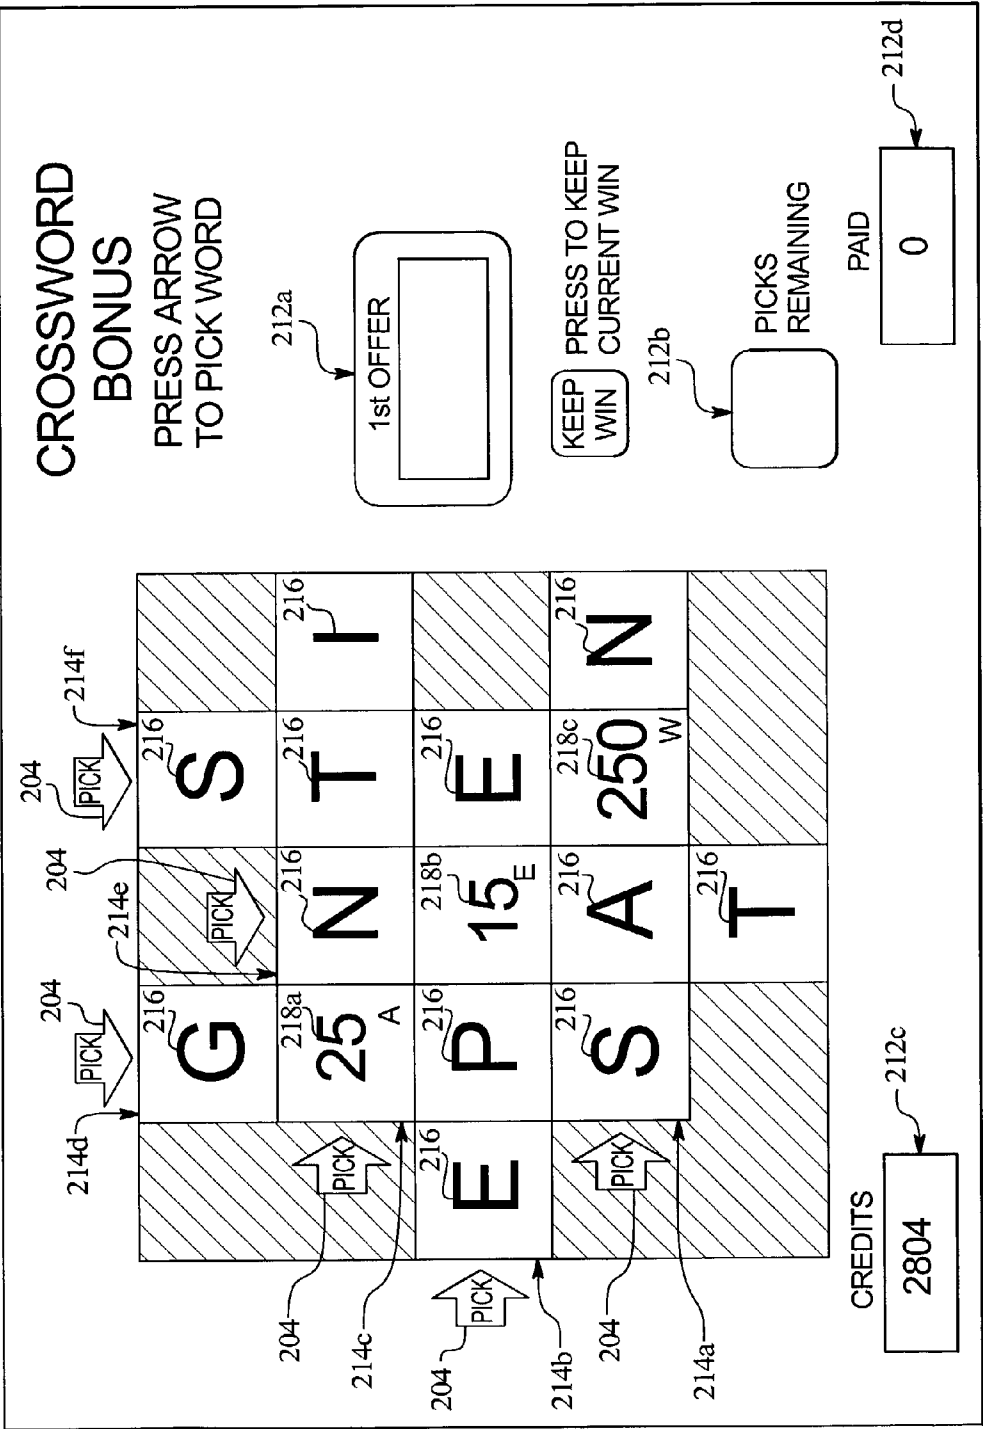 CROSSWORD
BONUS
PRESS ARROW
TO PICK WORD
204
204
204
214d
214e
214f
PICK
PICK
PICK
216
G
216
S
204
214c
PICK
218a
25
A
216
N
216
T
216
I
204
214b
PICK
216
E
216
P
218b
15
E
216
E
204
214a
PICK
216
S
216
A
218c
250
W
216
N
216
T
212a
1st OFFER
KEEP
WIN
PRESS TO KEEP
CURRENT WIN
212b
PICKS
REMAINING
CREDITS
2804
212c
PAID
0
212d